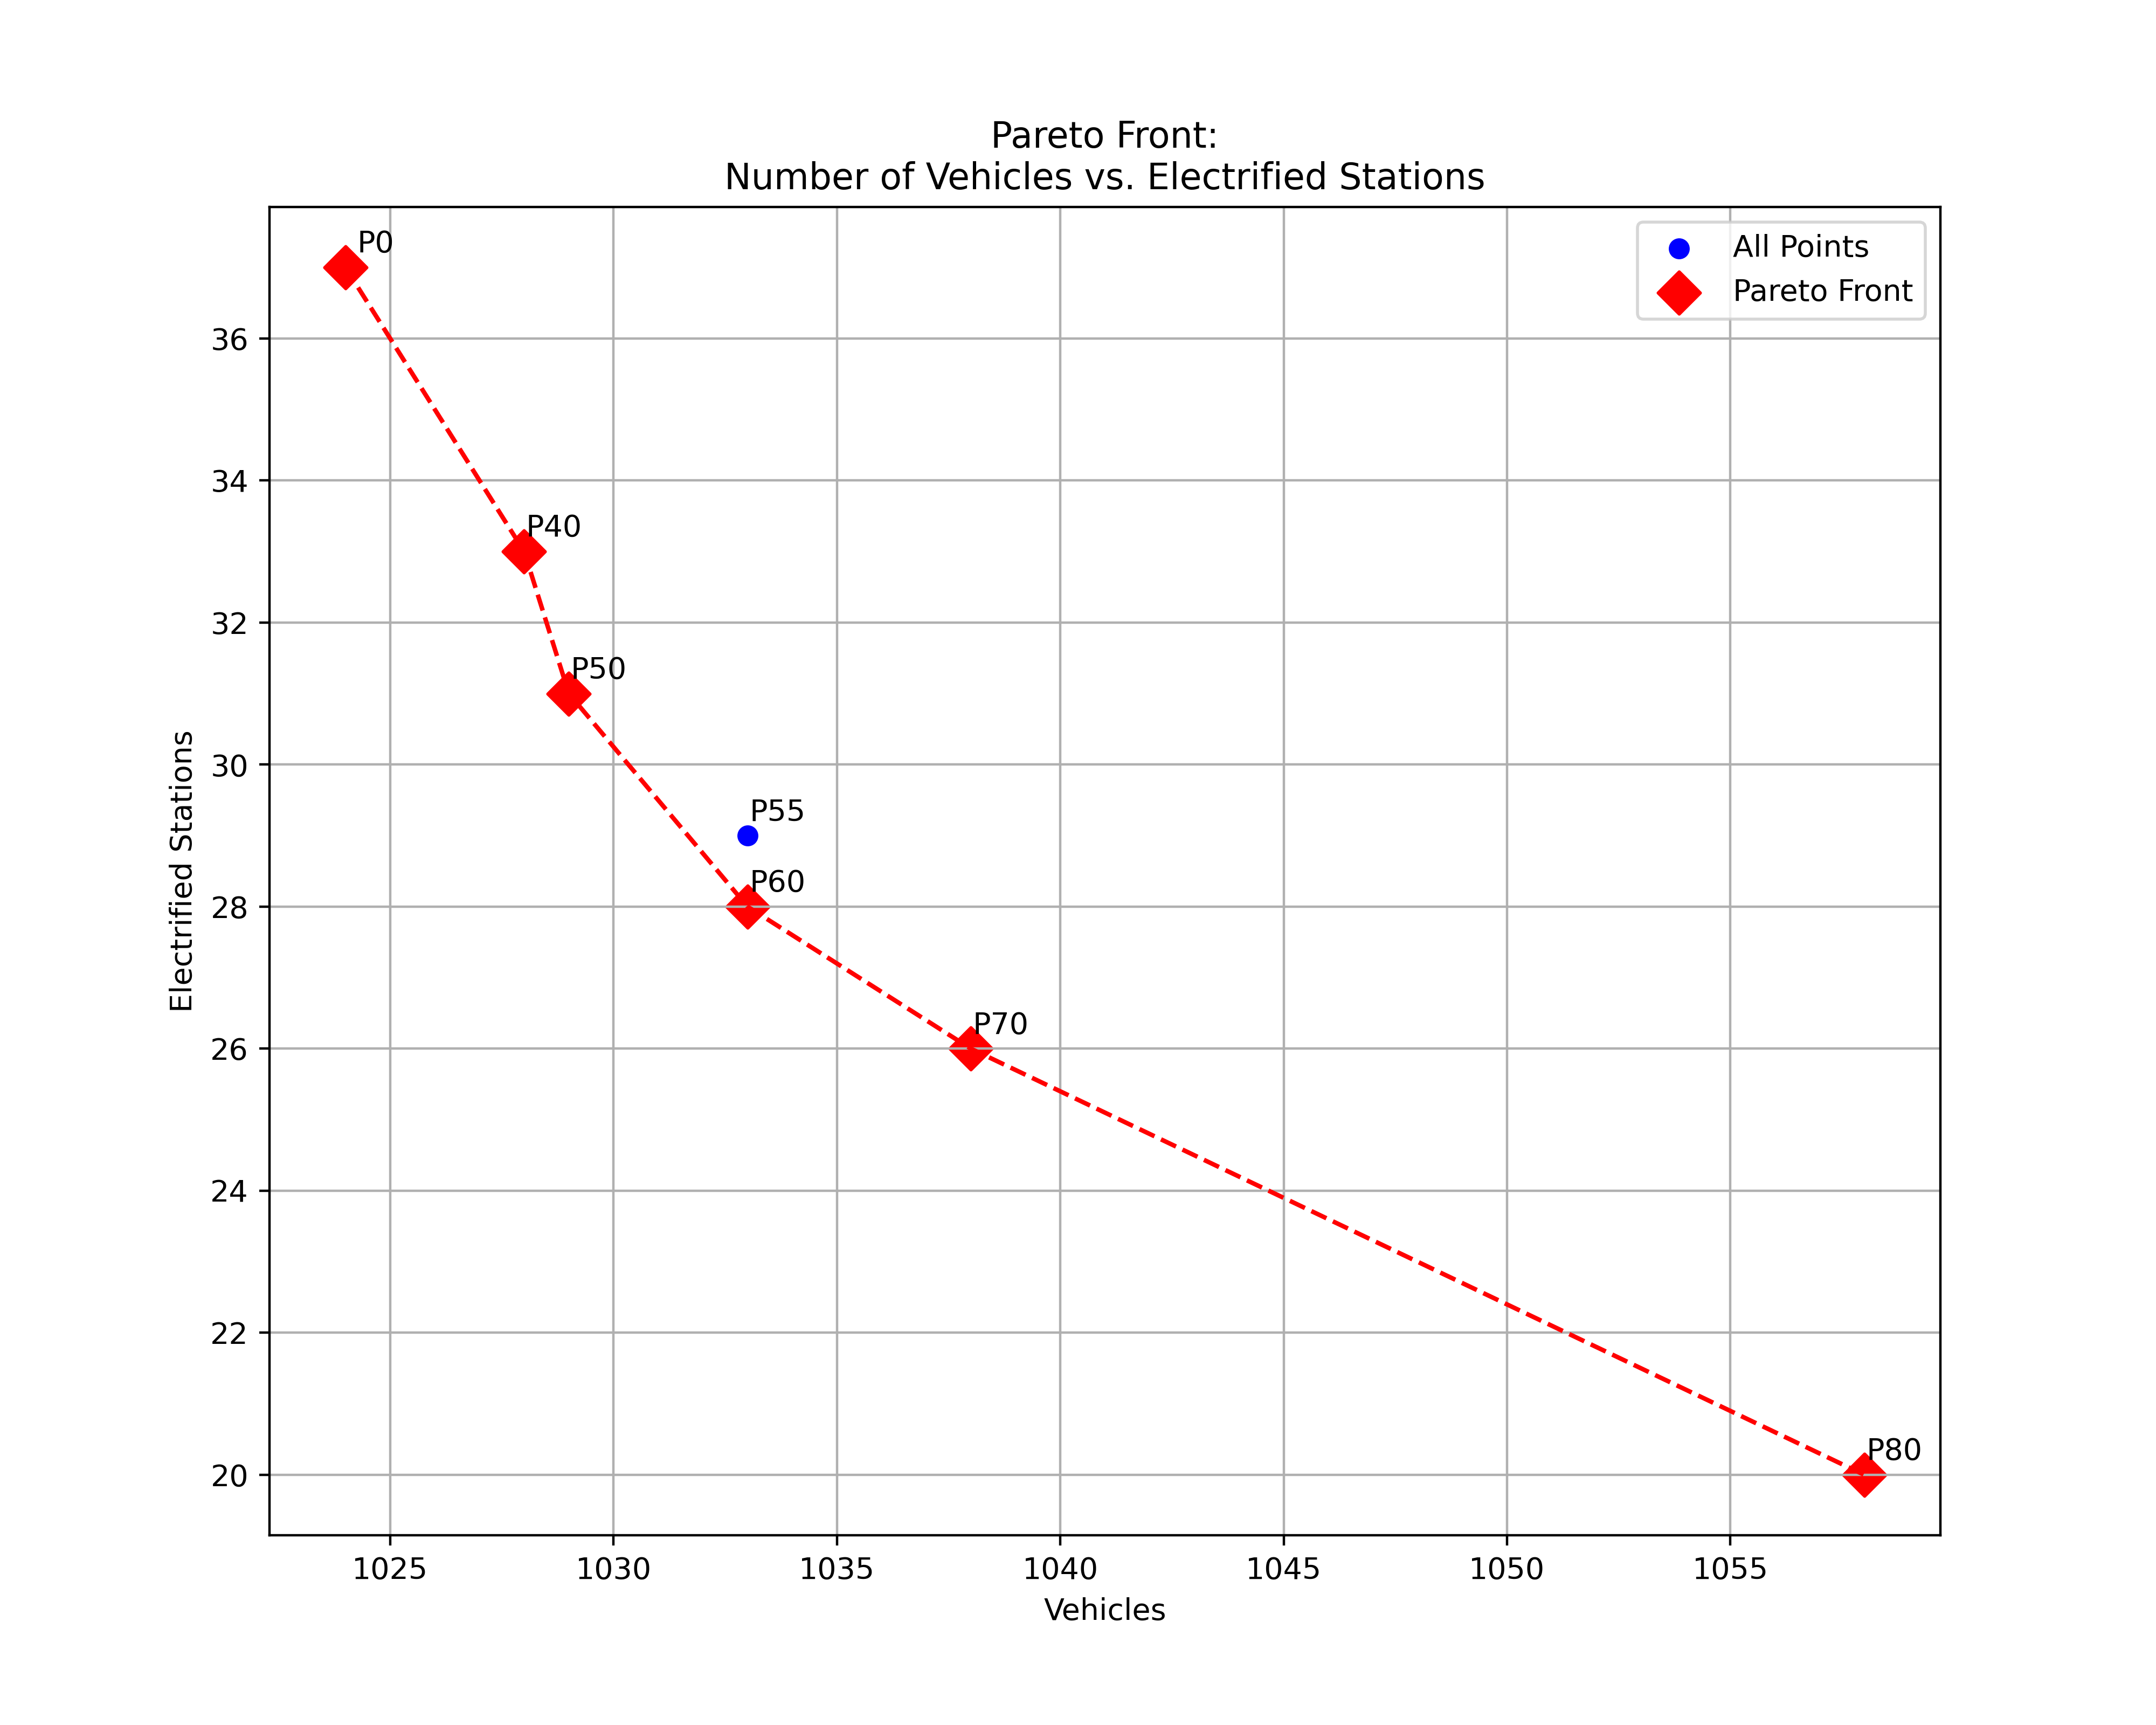 Pareto Front:
Number of Vehicles vs. Electrified Stations
All Points
Pareto Front
P0
P40
P50
P55
P60
P70
P80
Electrified Stations
36
34
32
30
28
26
24
22
20
1025 1030 1035 1040 1045 1050 1055
Vehicles